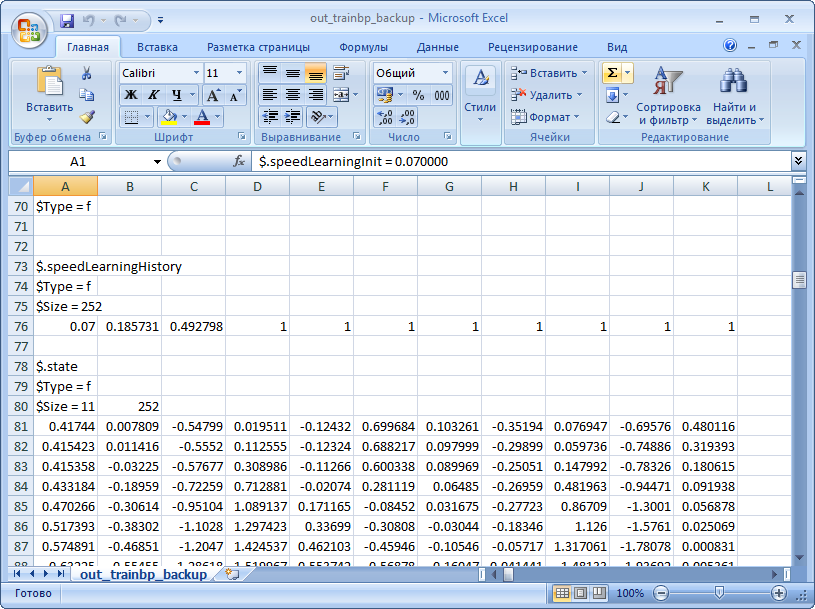 out_trainbp_backup - Microsoft Excel
Главная Вставка Разметка страницы Формулы Данные Рецензирование Вид
Calibri 11 Общий Вставить Σ
Вставить Ж К Ч А А % 000 Стили Удалить Сортировка и фильтр Найти и выделить
Формат
Буфер обмена Шрифт Выравнивание Число Ячейки Редактирование
A1 fx $.speedLearningInit = 0.070000
A B C D E F G H I J K L
70 $Type = f
71
72
73 $.speedLearningHistory
74 $Type = f
75 $Size = 252
76 0.07 0.185731 0.492798 1 1 1 1 1 1 1 1
77
78 $.state
79 $Type = f
80 $Size = 11 252
81 0.41744 0.007809 -0.54799 0.019511 -0.12432 0.699684 0.103261 -0.35194 0.076947 -0.69576 0.480116
82 0.415423 0.011416 -0.5552 0.112555 -0.12324 0.688217 0.097999 -0.29899 0.059736 -0.74886 0.319393
83 0.415358 -0.03225 -0.57677 0.308986 -0.11266 0.600338 0.089969 -0.25051 0.147992 -0.78326 0.180615
84 0.433184 -0.18959 -0.72259 0.712881 -0.02074 0.281119 0.06485 -0.26959 0.481963 -0.94471 0.091938
85 0.470266 -0.30614 -0.95104 1.089137 0.171165 -0.08452 0.031675 -0.27723 0.86709 -1.3001 0.056878
86 0.517393 -0.38302 -1.1028 1.297423 0.33699 -0.30808 -0.03044 -0.18346 1.126 -1.5761 0.025069
87 0.574891 -0.46851 -1.2047 1.424537 0.462103 -0.45946 -0.10546 -0.05717 1.317061 -1.78078 0.000831
out_trainbp_backup
Готово 100%